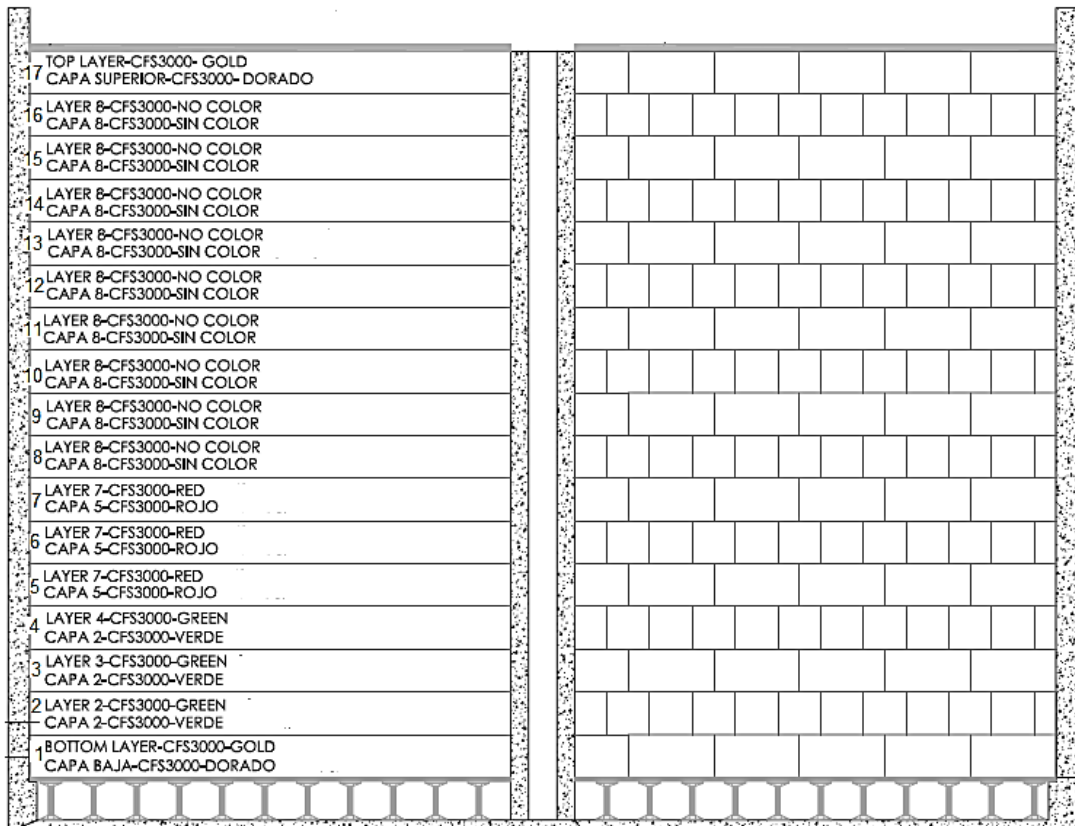 17 TOP LAYER-CFS3000- GOLD
CAPA SUPERIOR-CFS3000- DORADO
16 LAYER 8-CFS3000-NO COLOR
CAPA 8-CFS3000-SIN COLOR
15 LAYER 8-CFS3000-NO COLOR
CAPA 8-CFS3000-SIN COLOR
14 LAYER 8-CFS3000-NO COLOR
CAPA 8-CFS3000-SIN COLOR
13 LAYER 8-CFS3000-NO COLOR
CAPA 8-CFS3000-SIN COLOR
12 LAYER 8-CFS3000-NO COLOR
CAPA 8-CFS3000-SIN COLOR
11 LAYER 8-CFS3000-NO COLOR
CAPA 8-CFS3000-SIN COLOR
10 LAYER 8-CFS3000-NO COLOR
CAPA 8-CFS3000-SIN COLOR
9 LAYER 8-CFS3000-NO COLOR
CAPA 8-CFS3000-SIN COLOR
8 LAYER 8-CFS3000-NO COLOR
CAPA 8-CFS3000-SIN COLOR
7 LAYER 7-CFS3000-RED
CAPA 5-CFS3000-ROJO
6 LAYER 7-CFS3000-RED
CAPA 5-CFS3000-ROJO
5 LAYER 7-CFS3000-RED
CAPA 5-CFS3000-ROJO
4 LAYER 4-CFS3000-GREEN
CAPA 2-CFS3000-VERDE
3 LAYER 3-CFS3000-GREEN
CAPA 2-CFS3000-VERDE
2 LAYER 2-CFS3000-GREEN
CAPA 2-CFS3000-VERDE
1 BOTTOM LAYER-CFS3000-GOLD
CAPA BAJA-CFS3000-DORADO